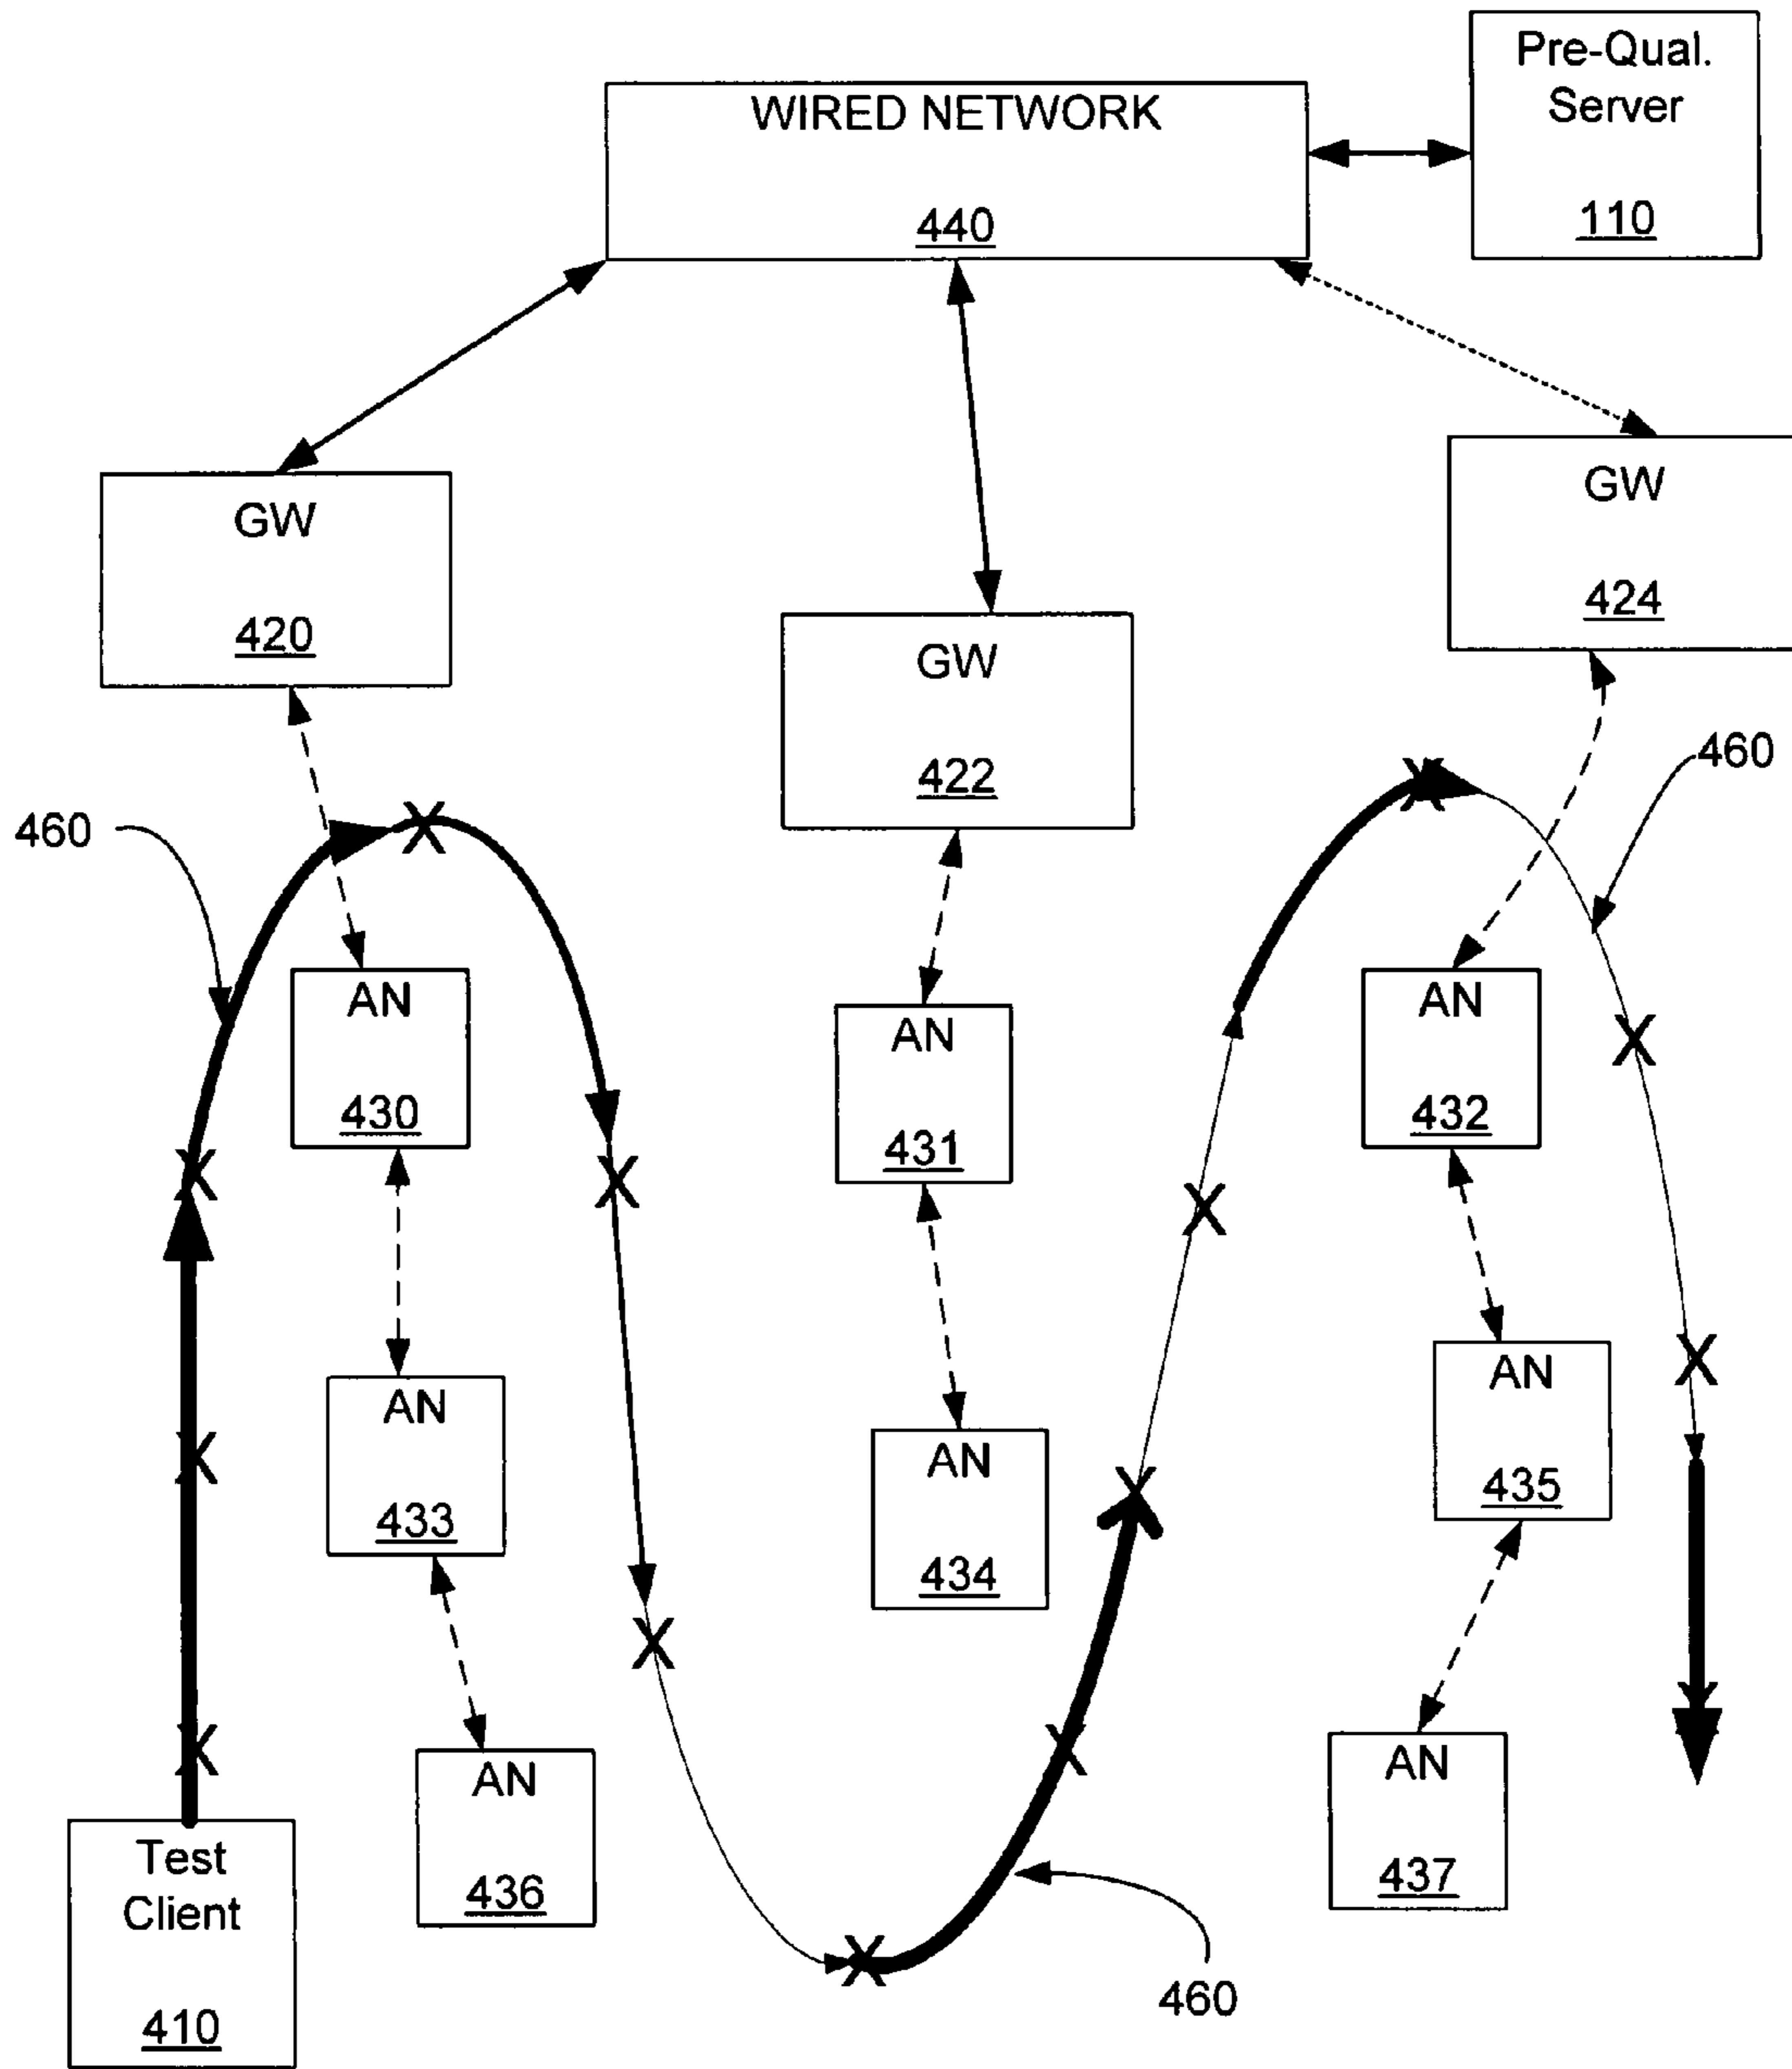 Pre-Qual.
Server
110
WIRED NETWORK
440
GW
420
GW
422
GW
424
460
460
AN
430
AN
431
AN
432
AN
433
AN
434
AN
435
AN
436
AN
437
Test
Client
410
460
X
X
X
X
X
X
X
X
X
X
X
X
X
X